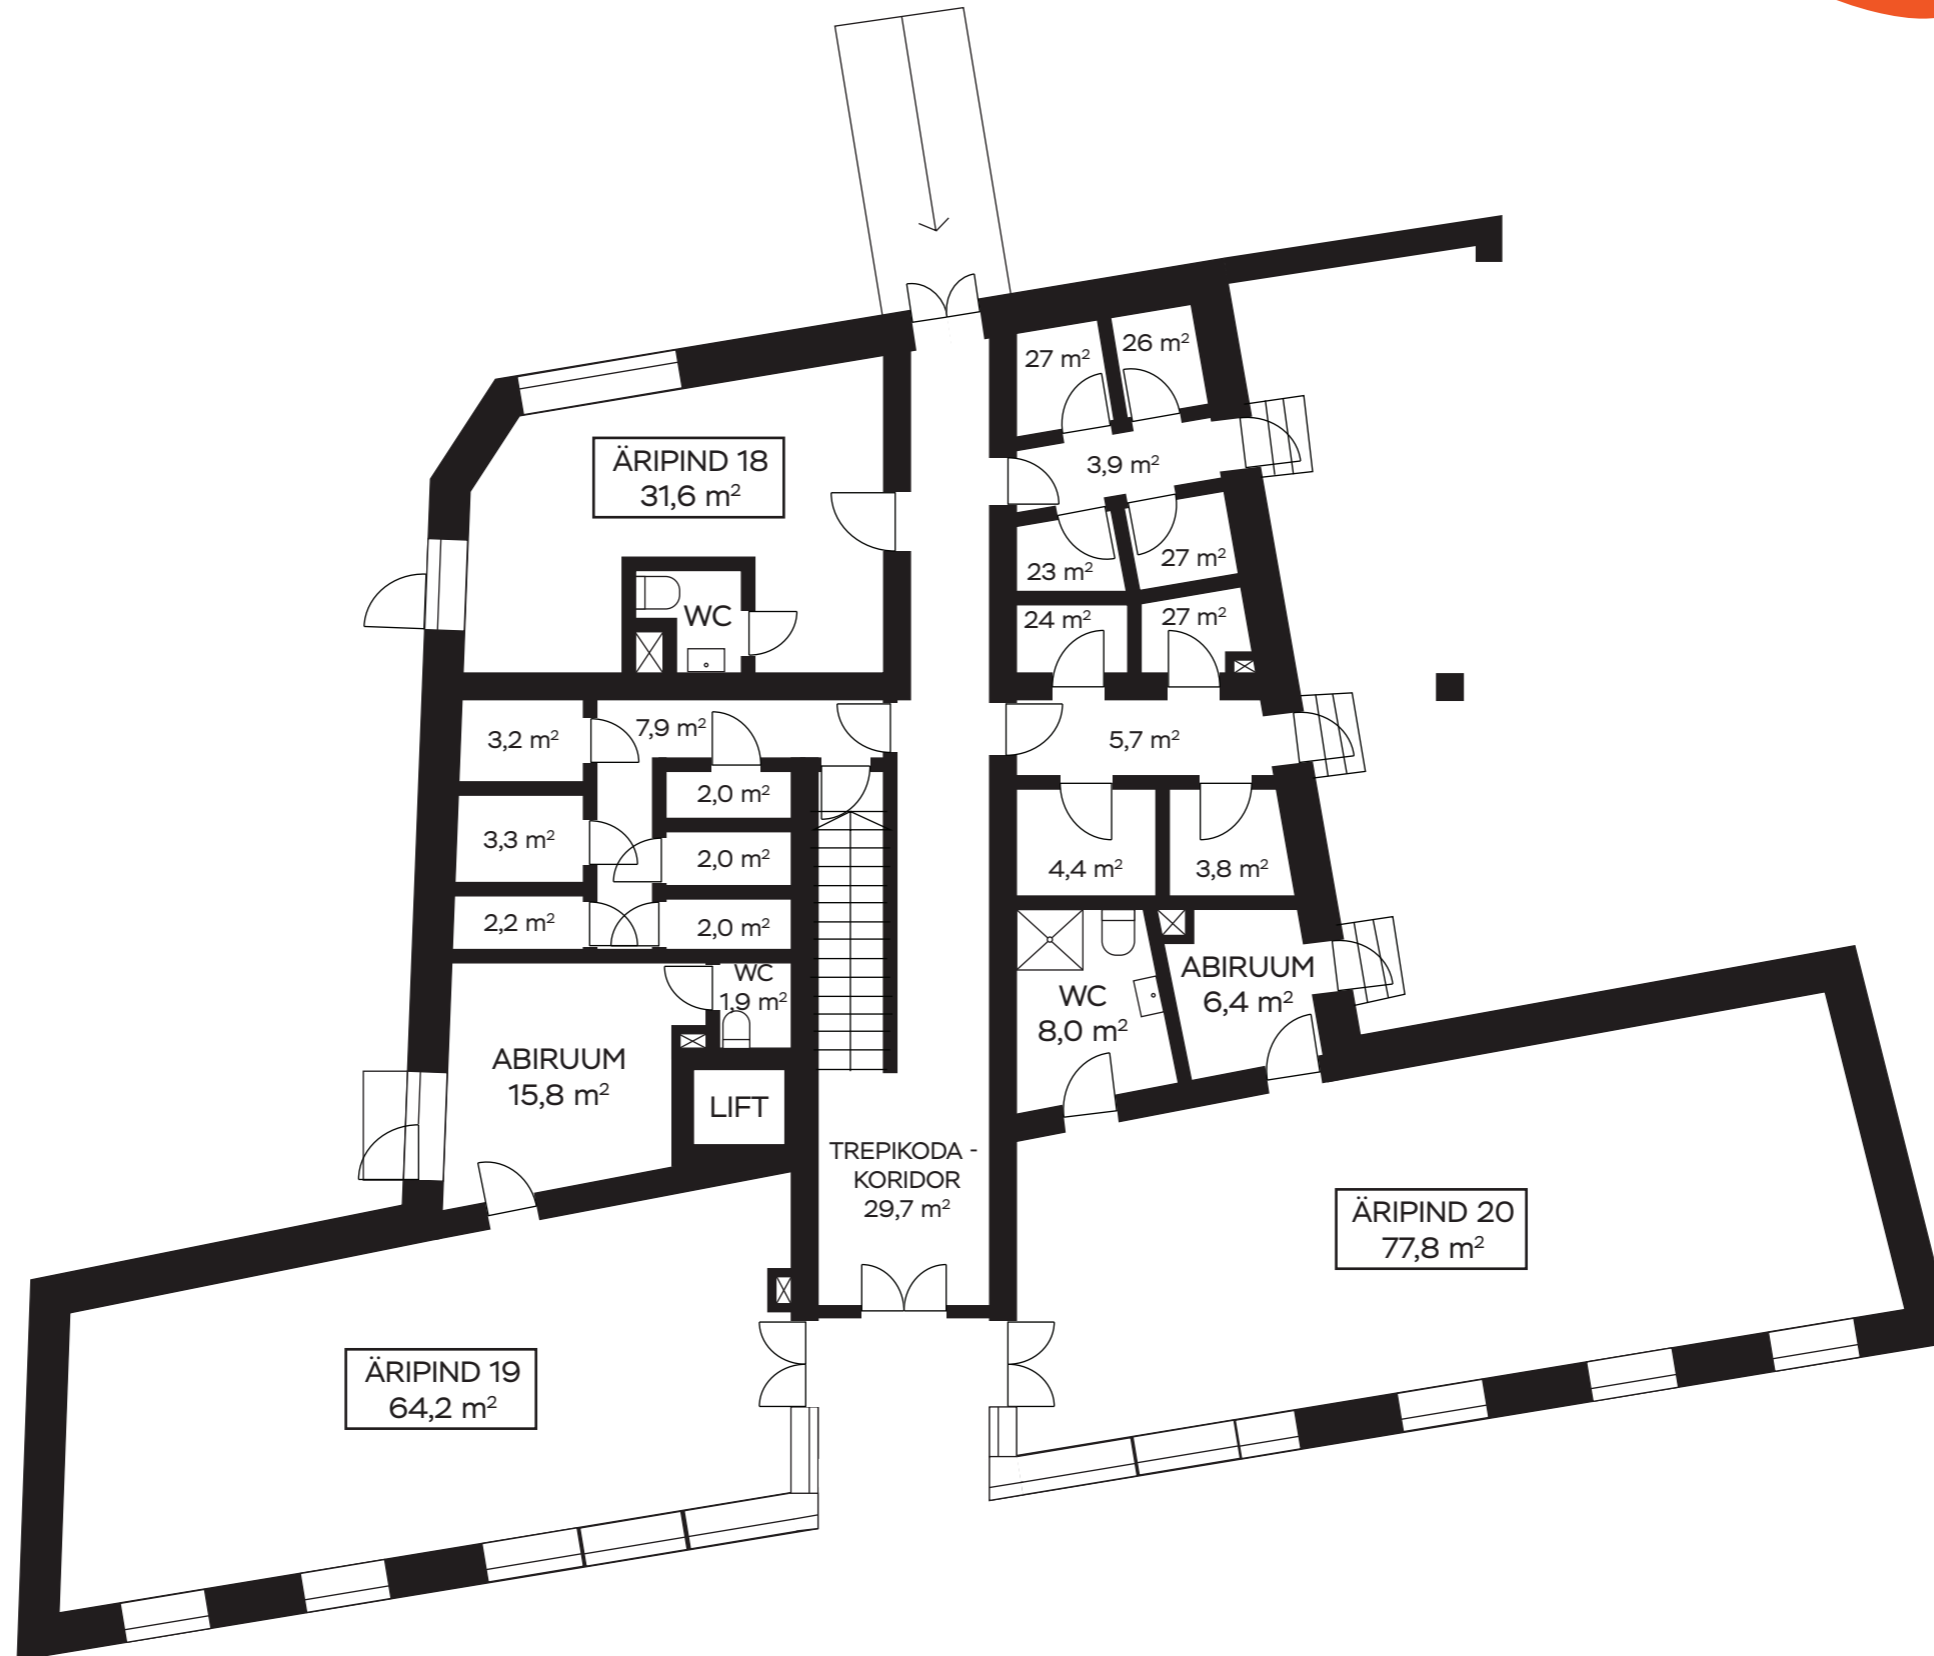 27 m²
26 m²
3,9 m²
ÄRIPIND 18
31,6 m²
23 m²
27 m²
WC
24 m²
27 m²
3,2 m²
7,9 m²
5,7 m²
2,0 m²
3,3 m²
2,0 m²
4,4 m²
3,8 m²
2,2 m²
2,0 m²
WC
1,9 m²
ABIRUUM
6,4 m²
WC
8,0 m²
ABIRUUM
15,8 m²
LIFT
TREPIKODA -
KORIDOR
29,7 m²
ÄRIPIND 20
77,8 m²
ÄRIPIND 19
64,2 m²